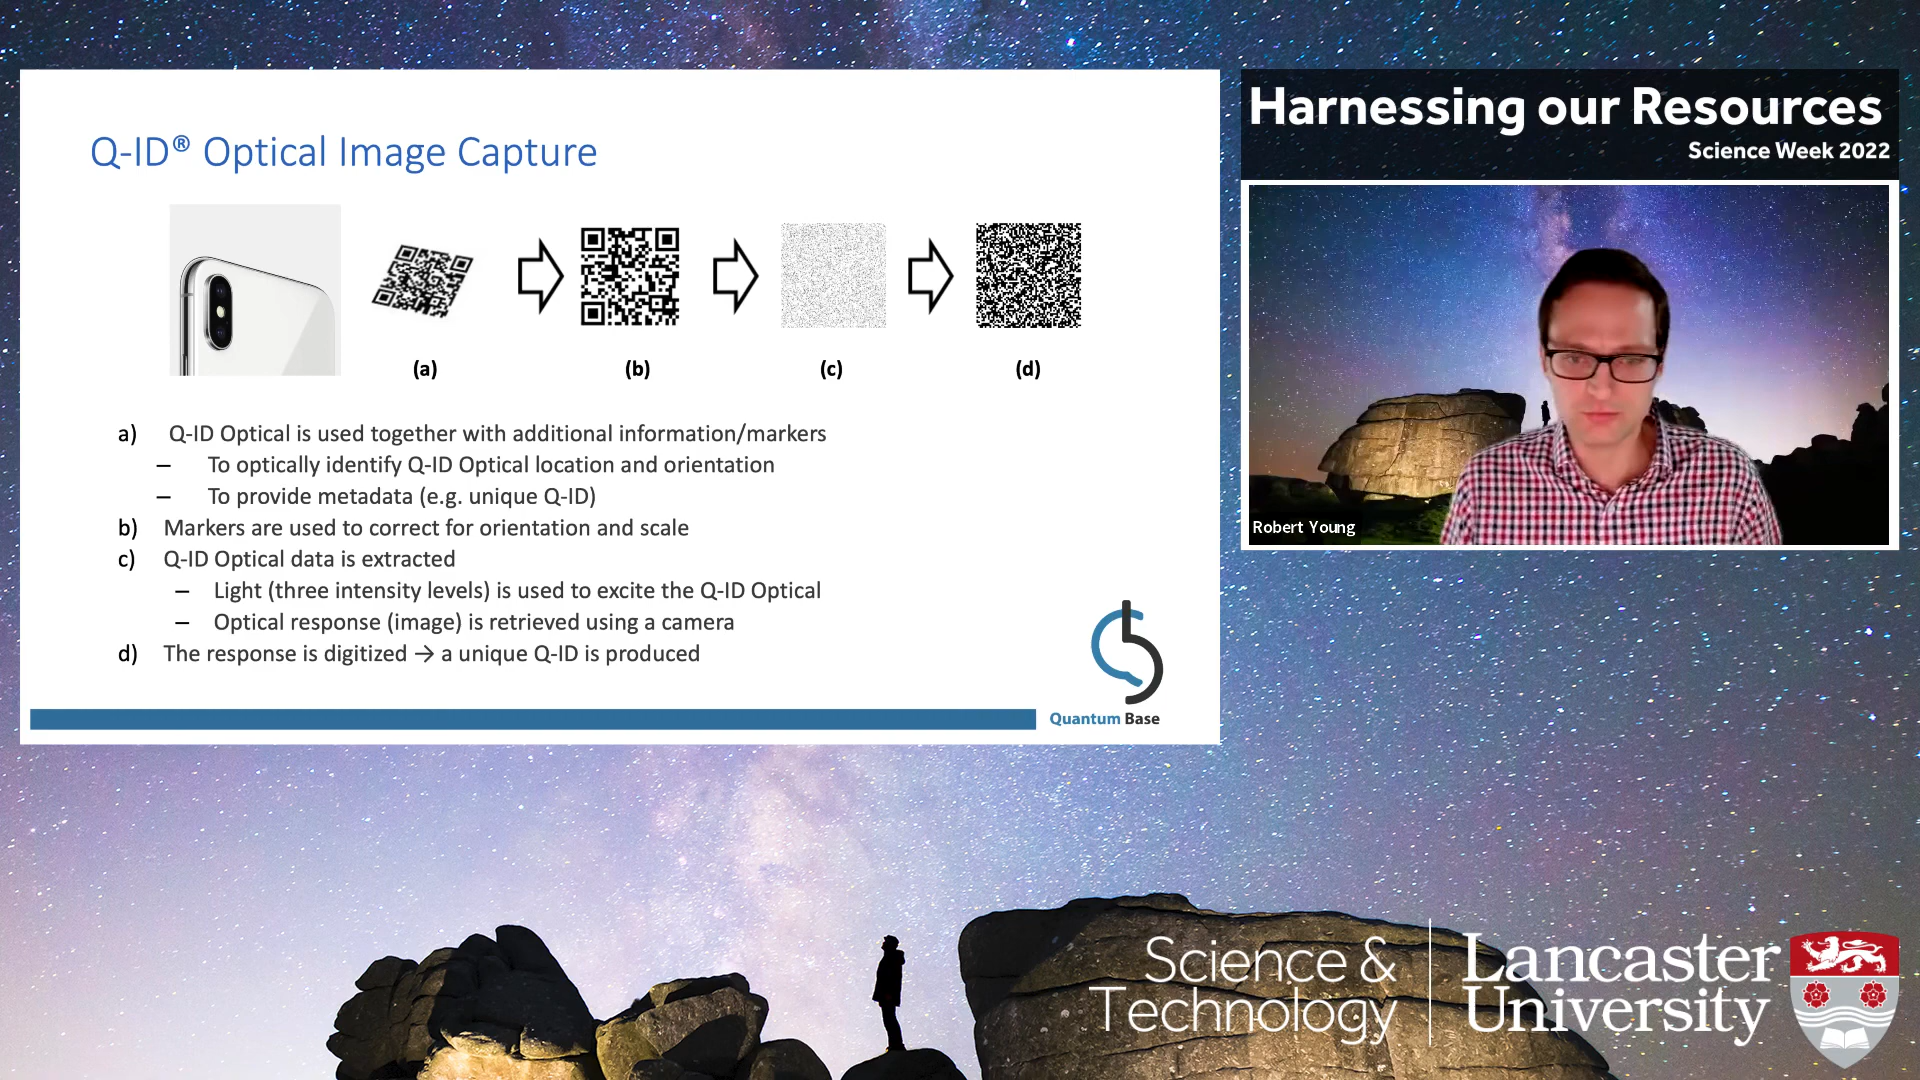 Q-ID® Optical Image Capture
(a)
(b)
(c)
(d)
a) Q-ID Optical is used together with additional information/markers
– To optically identify Q-ID Optical location and orientation
– To provide metadata (e.g. unique Q-ID)
b) Markers are used to correct for orientation and scale
c) Q-ID Optical data is extracted
– Light (three intensity levels) is used to excite the Q-ID Optical
– Optical response (image) is retrieved using a camera
d) The response is digitized → a unique Q-ID is produced
Quantum Base
Harnessing our Resources
Science Week 2022
Robert Young
Science &
Technology
Lancaster
University